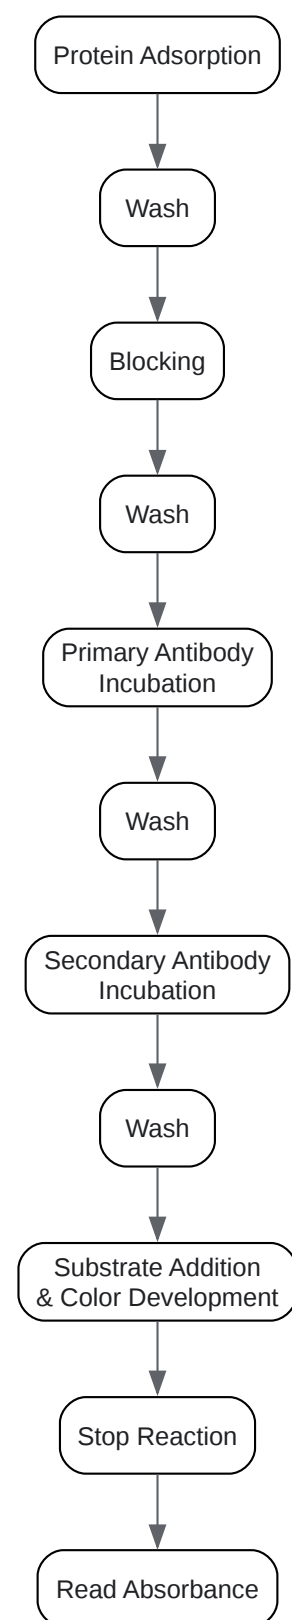 Protein Adsorption
Wash
Blocking
Wash
Primary Antibody
Incubation
Wash
Secondary Antibody
Incubation
Wash
Substrate Addition
& Color Development
Stop Reaction
Read Absorbance